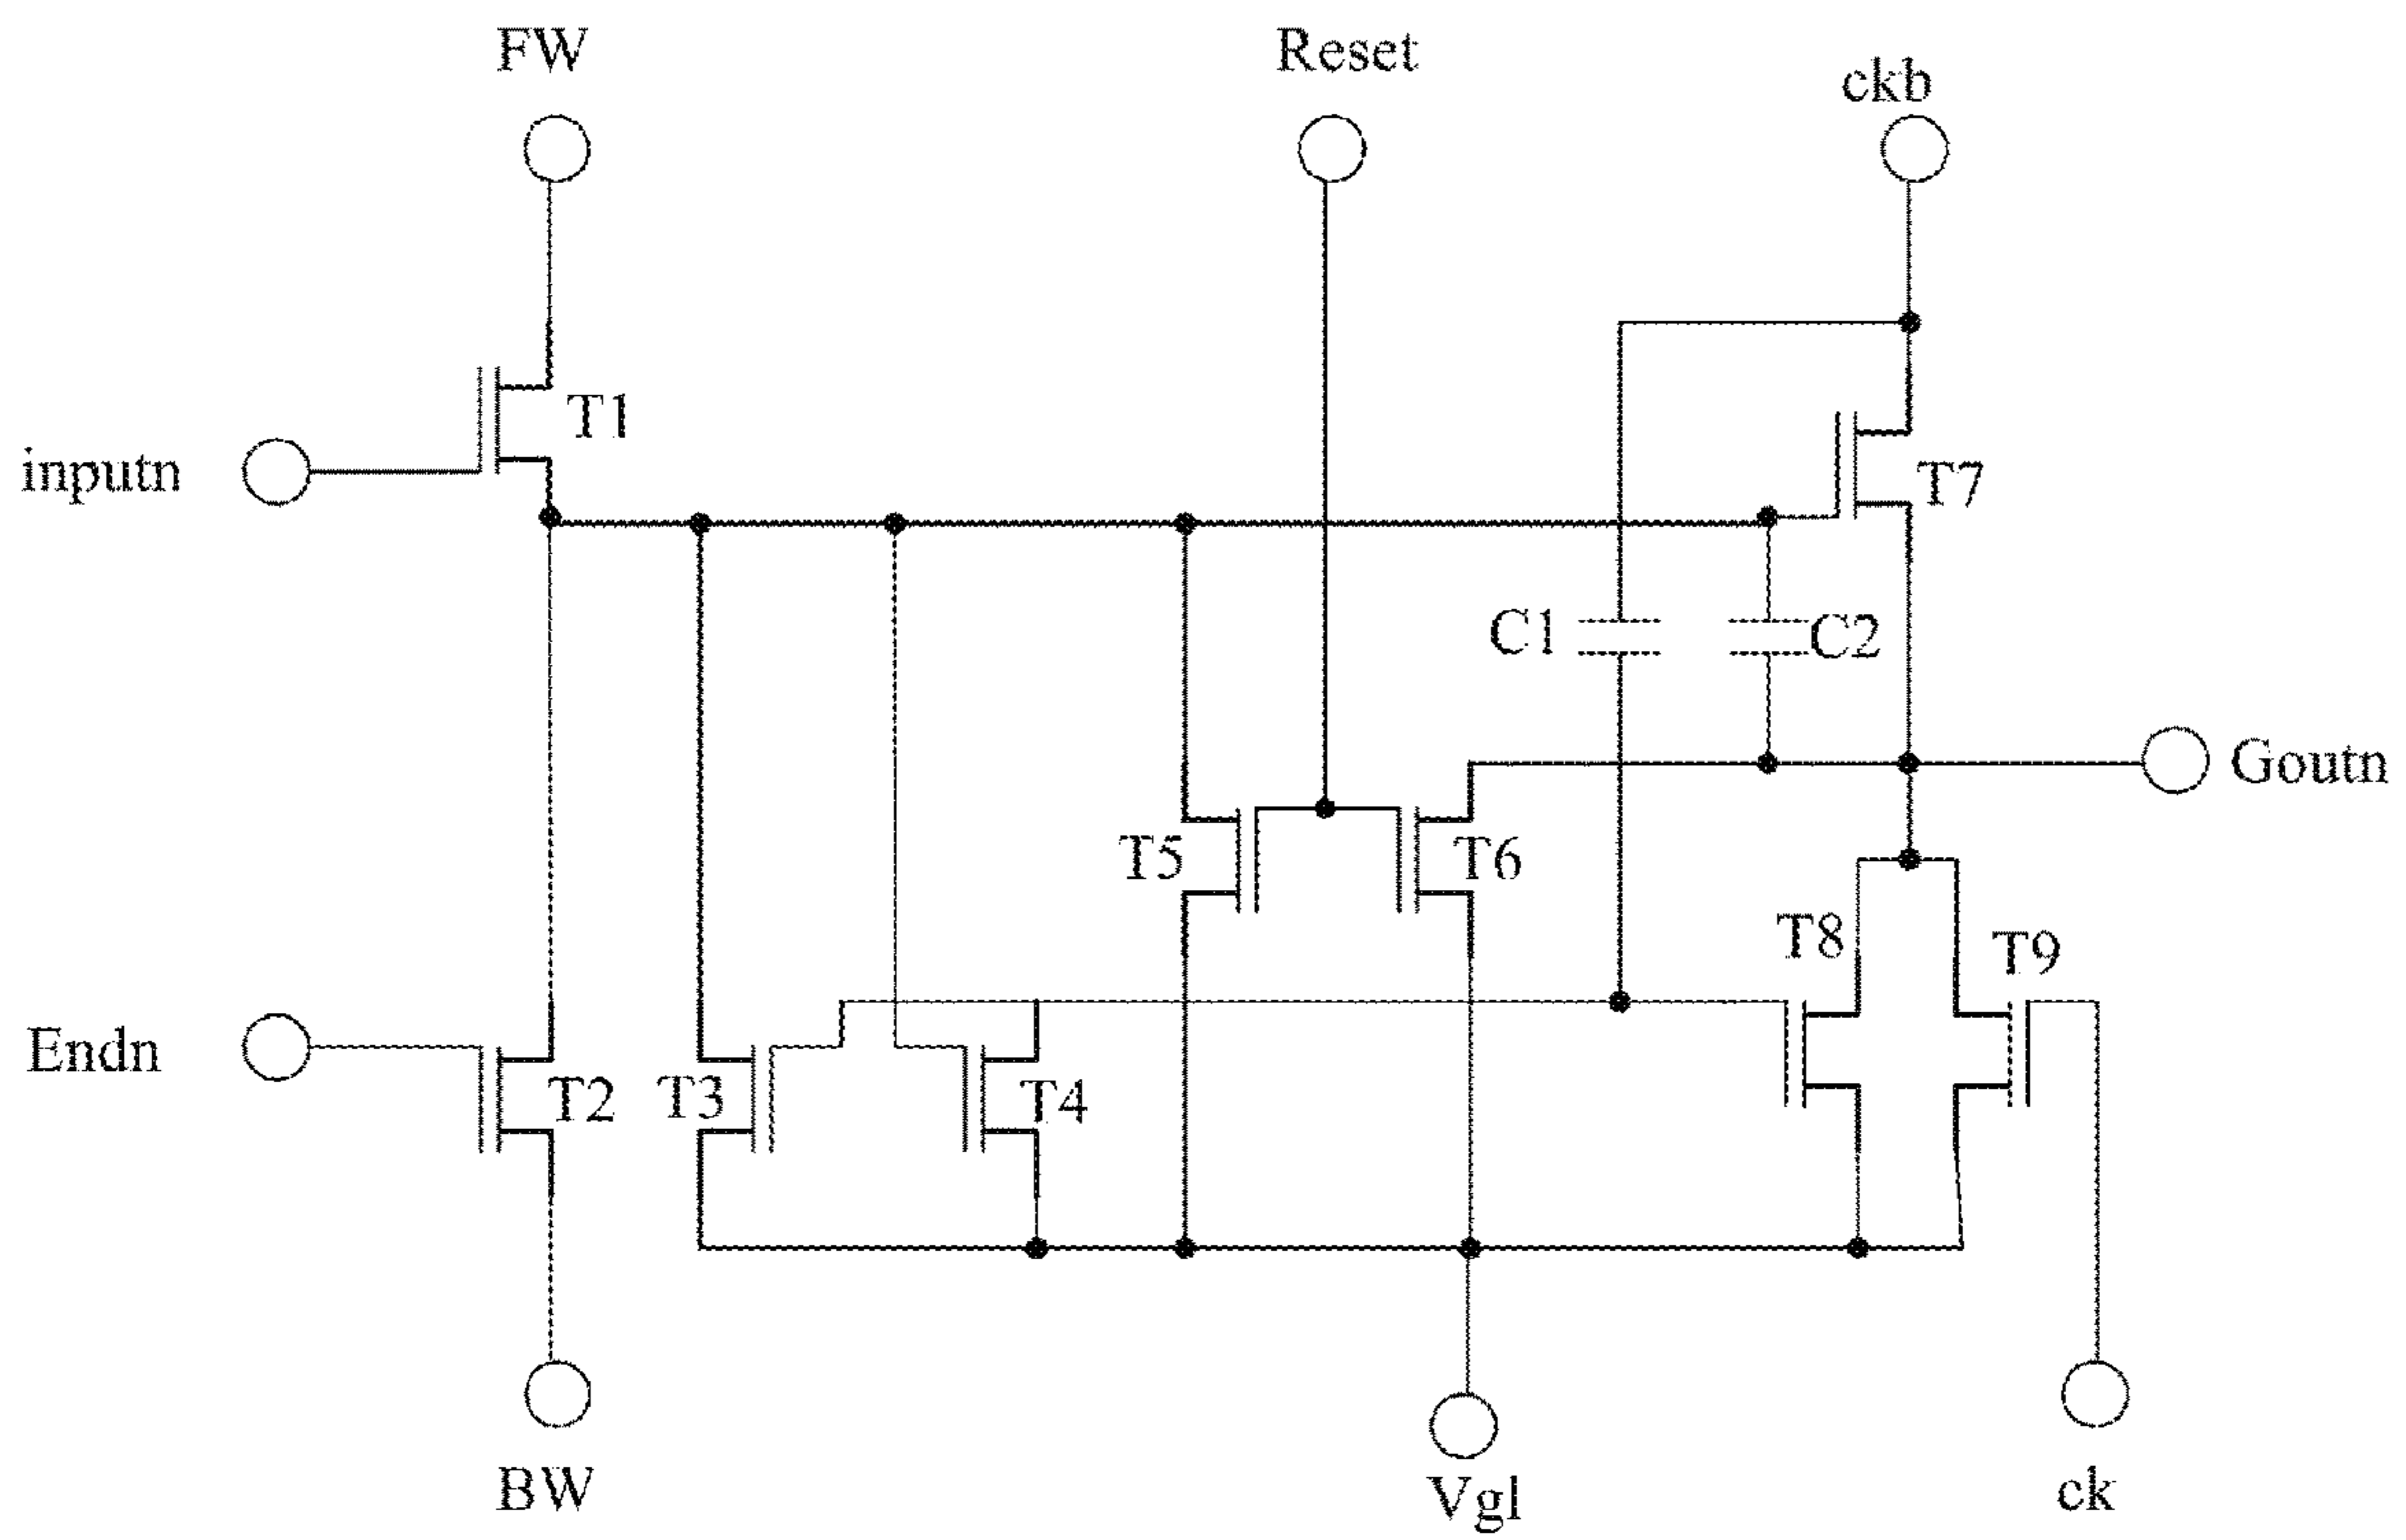 FW
Reset
ckb
T1
inputn
T7
C1
C2
Goutn
T5
T6
T8
T9
Endn
T2
T3
T4
BW
Vgl
ck